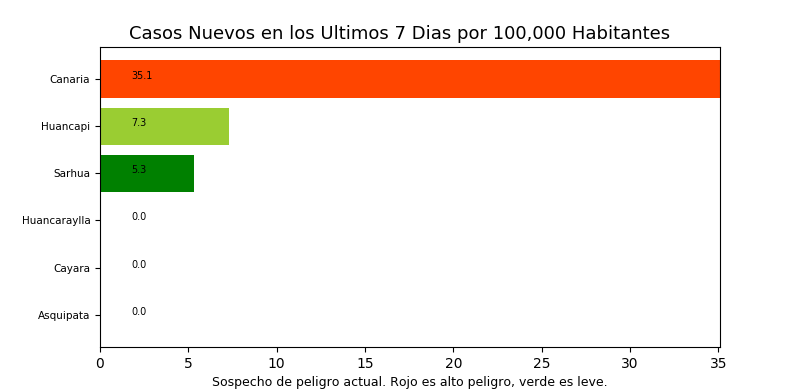 Casos Nuevos en los Ultimos 7 Dias por 100,000 Habitantes
Canaria 35.1
Huancapi 7.3
Sarhua 5.3
Huancaraylla 0.0
Cayara 0.0
Asquipata 0.0
0 5 10 15 20 25 30 35
Sospecho de peligro actual. Rojo es alto peligro, verde es leve.